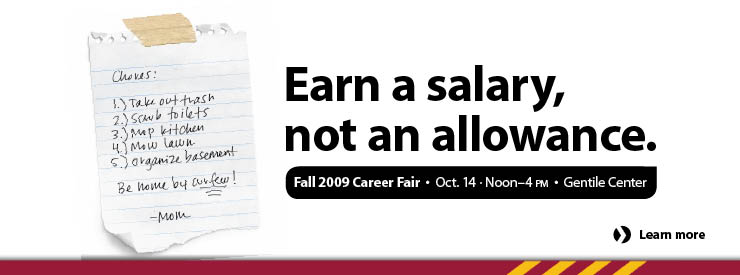 Chores:
1.) Take out trash
2.) Scrub toilets
3.) Mop kitchen
4.) Mow lawn
5.) Organize basement
Be home by curfew!
-Mom
Earn a salary,
not an allowance.
Fall 2009 Career Fair • Oct. 14 · Noon–4 PM • Gentile Center
Learn more